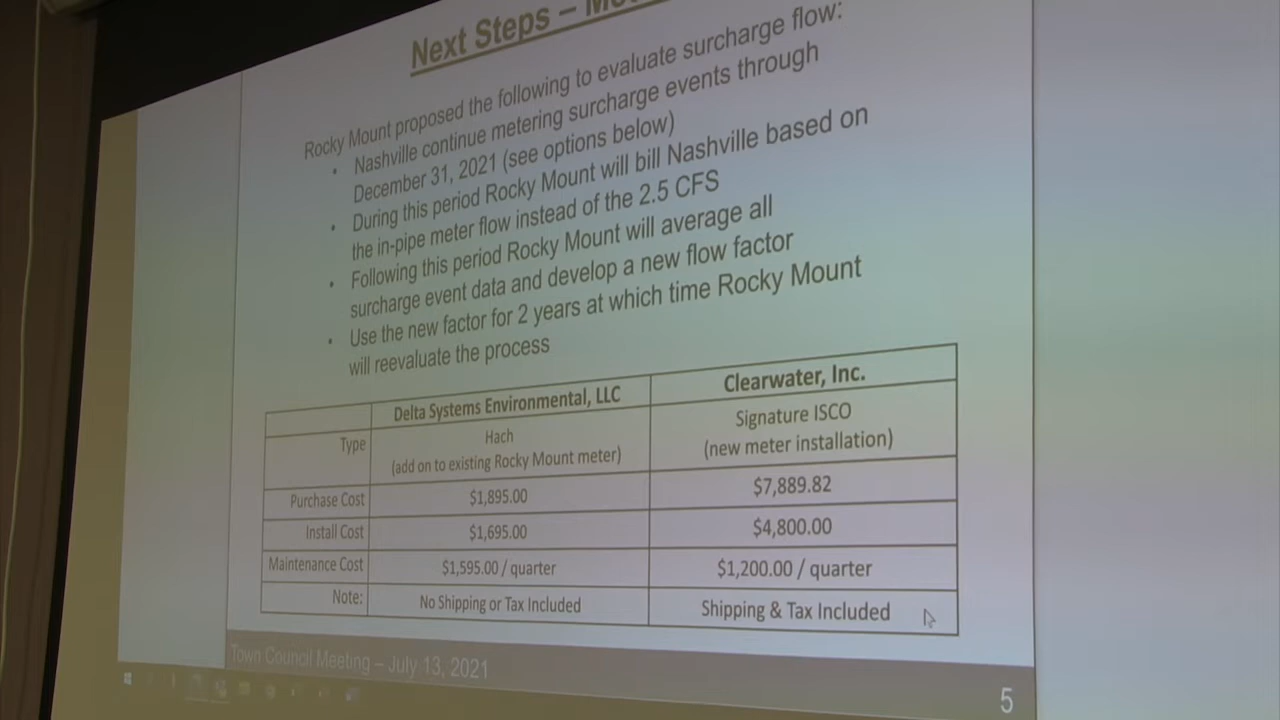 Next Steps –
Rocky Mount proposed the following to evaluate surcharge flow:
• Nashville continue metering surcharge events through
December 31, 2021 (see options below)
• During this period Rocky Mount will bill Nashville based on
the in-pipe meter flow instead of the 2.5 CFS
• Following this period Rocky Mount will average all
surcharge event data and develop a new flow factor
• Use the new factor for 2 years at which time Rocky Mount
will reevaluate the process
Delta Systems Environmental, LLC Clearwater, Inc.
Type Hach Signature ISCO
(add on to existing Rocky Mount meter) (new meter installation)
Purchase Cost $1,895.00 $7,889.82
Install Cost $1,695.00 $4,800.00
Maintenance Cost $1,595.00 / quarter $1,200.00 / quarter
Note: No Shipping or Tax Included Shipping & Tax Included
Town Council Meeting – July 13, 2021
5